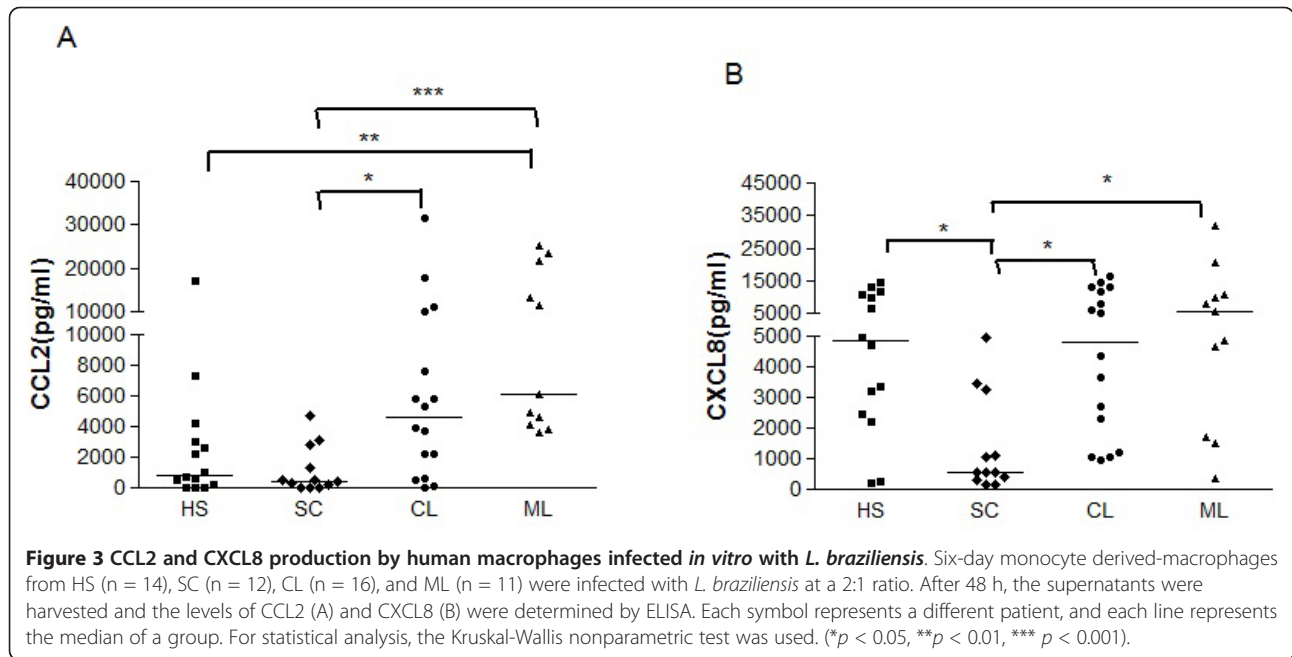 A
B
***
**
*
*
*
*
CCL2(pg/ml)
40000
30000
20000
10000
10000
8000
6000
4000
2000
0
HS SC CL ML
CXCL8(pg/ml)
45000
35000
25000
15000
5000
5000
4000
3000
2000
1000
0
HS SC CL ML
Figure 3 CCL2 and CXCL8 production by human macrophages infected in vitro with L. braziliensis. Six-day monocyte derived-macrophages
from HS (n = 14), SC (n = 12), CL (n = 16), and ML (n = 11) were infected with L. braziliensis at a 2:1 ratio. After 48 h, the supernatants were
harvested and the levels of CCL2 (A) and CXCL8 (B) were determined by ELISA. Each symbol represents a different patient, and each line represents
the median of a group. For statistical analysis, the Kruskal-Wallis nonparametric test was used. (*p < 0.05, **p < 0.01, *** p < 0.001).